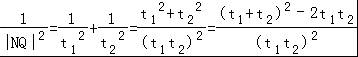 1/|NQ|² = 1/t₁² + 1/t₂² = (t₁² + t₂²)/(t₁t₂)² = ((t₁+t₂)² − 2t₁t₂)/(t₁t₂)²